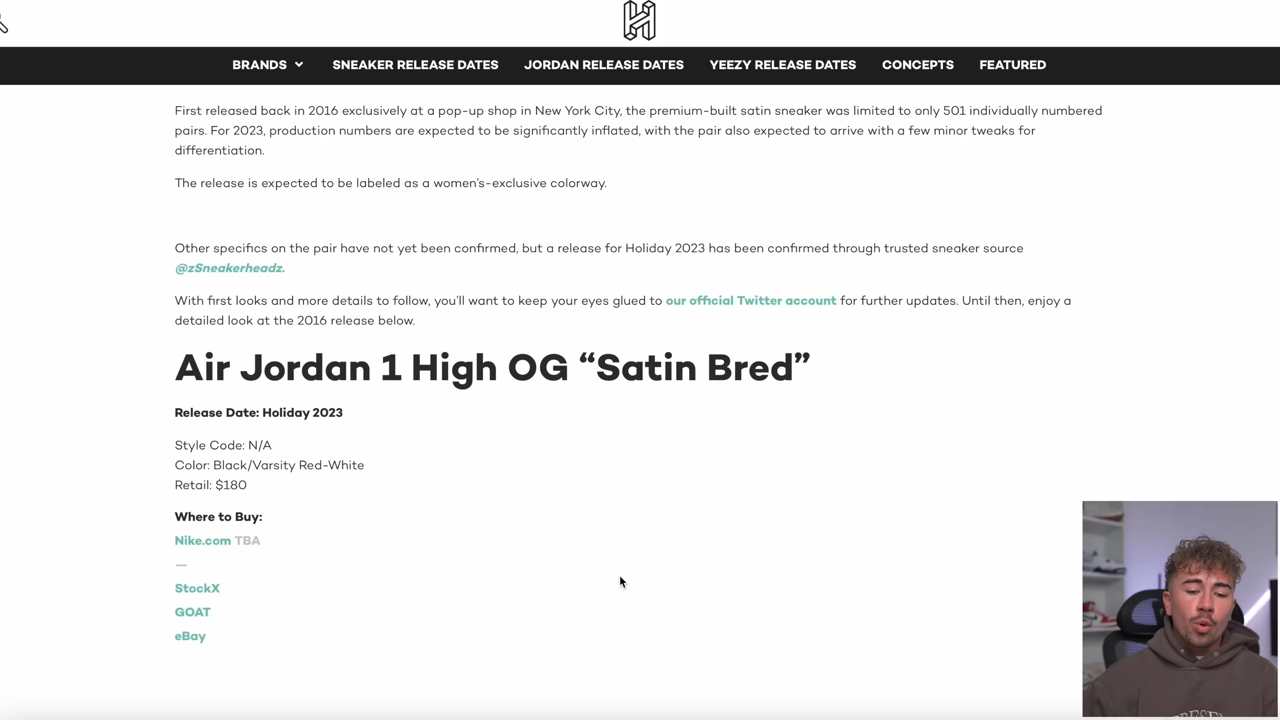 BRANDS SNEAKER RELEASE DATES JORDAN RELEASE DATES YEEZY RELEASE DATES CONCEPTS FEATURED
First released back in 2016 exclusively at a pop-up shop in New York City, the premium-built satin sneaker was limited to only 501 individually numbered
pairs. For 2023, production numbers are expected to be significantly inflated, with the pair also expected to arrive with a few minor tweaks for
differentiation.
The release is expected to be labeled as a women's-exclusive colorway.
Other specifics on the pair have not yet been confirmed, but a release for Holiday 2023 has been confirmed through trusted sneaker source
@zSneakerheadz.
With first looks and more details to follow, you'll want to keep your eyes glued to our official Twitter account for further updates. Until then, enjoy a
detailed look at the 2016 release below.
Air Jordan 1 High OG “Satin Bred”
Release Date: Holiday 2023
Style Code: N/A
Color: Black/Varsity Red-White
Retail: $180
Where to Buy:
Nike.com TBA
—
StockX
GOAT
eBay